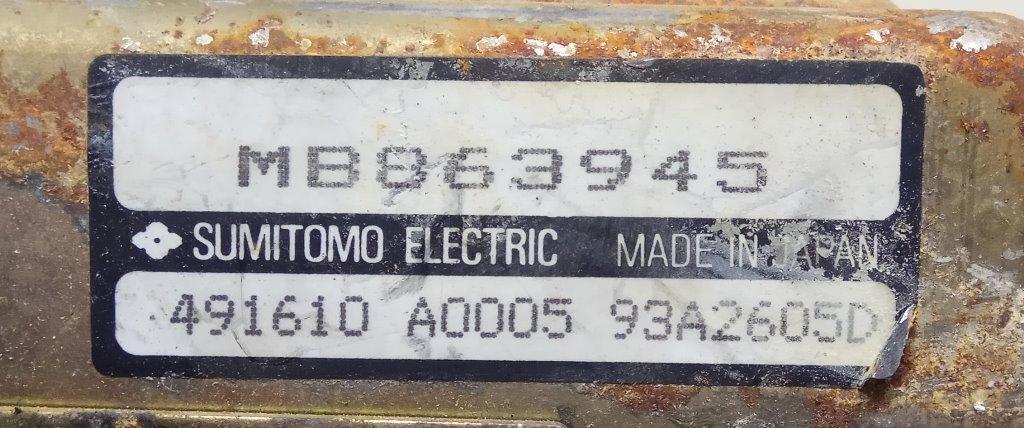 MB863945
SUMITOMO ELECTRIC MADE IN JAPAN
491610 A0005 93A2605D